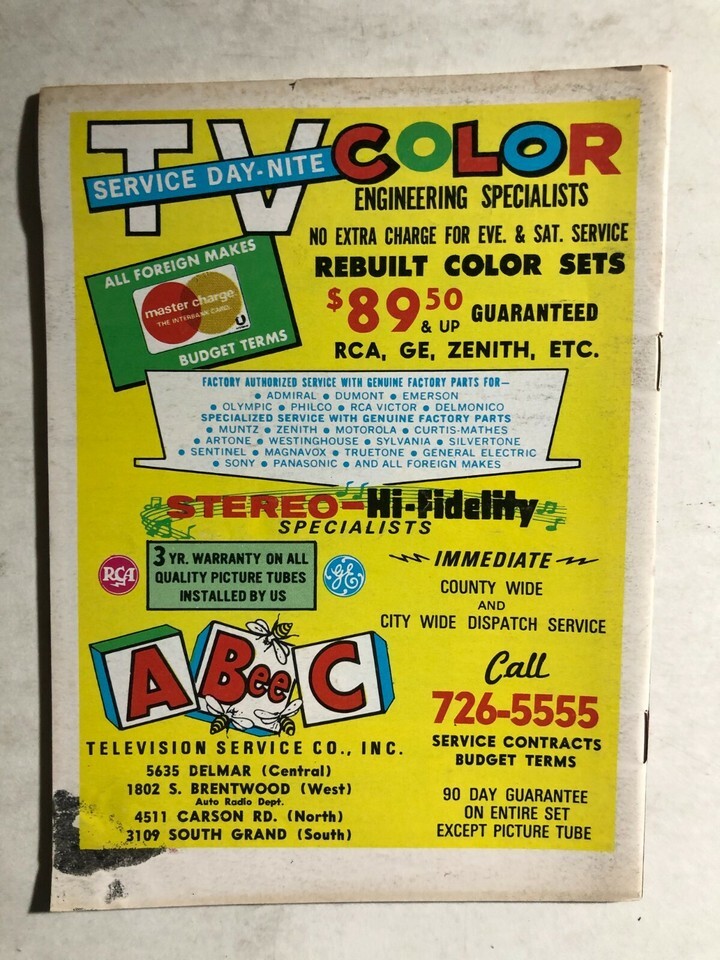 TV COLOR
SERVICE DAY-NITE
ENGINEERING SPECIALISTS
NO EXTRA CHARGE FOR EVE. & SAT. SERVICE
REBUILT COLOR SETS
$89.50 & UP GUARANTEED
RCA, GE, ZENITH, ETC.
ALL FOREIGN MAKES
master charge
THE INTERBANK CARD
BUDGET TERMS
FACTORY AUTHORIZED SERVICE WITH GENUINE FACTORY PARTS FOR—
• ADMIRAL • DUMONT • EMERSON
• OLYMPIC • PHILCO • RCA VICTOR • DELMONICO
SPECIALIZED SERVICE WITH GENUINE FACTORY PARTS
• MUNTZ • ZENITH • MOTOROLA • CURTIS-MATHES
• ARTONE • WESTINGHOUSE • SYLVANIA • SILVERTONE
• SENTINEL • MAGNAVOX • TRUETONE • GENERAL ELECTRIC
• SONY • PANASONIC • AND ALL FOREIGN MAKES
STEREO-Hi-Fidelity
SPECIALISTS
RCA
3 YR. WARRANTY ON ALL
QUALITY PICTURE TUBES
INSTALLED BY US
GE
IMMEDIATE
COUNTY WIDE
AND
CITY WIDE DISPATCH SERVICE
A Bee C
TELEVISION SERVICE CO., INC.
5635 DELMAR (Central)
1802 S. BRENTWOOD (West)
Auto Radio Dept.
4511 CARSON RD. (North)
3109 SOUTH GRAND (South)
Call
726-5555
SERVICE CONTRACTS
BUDGET TERMS
90 DAY GUARANTEE
ON ENTIRE SET
EXCEPT PICTURE TUBE